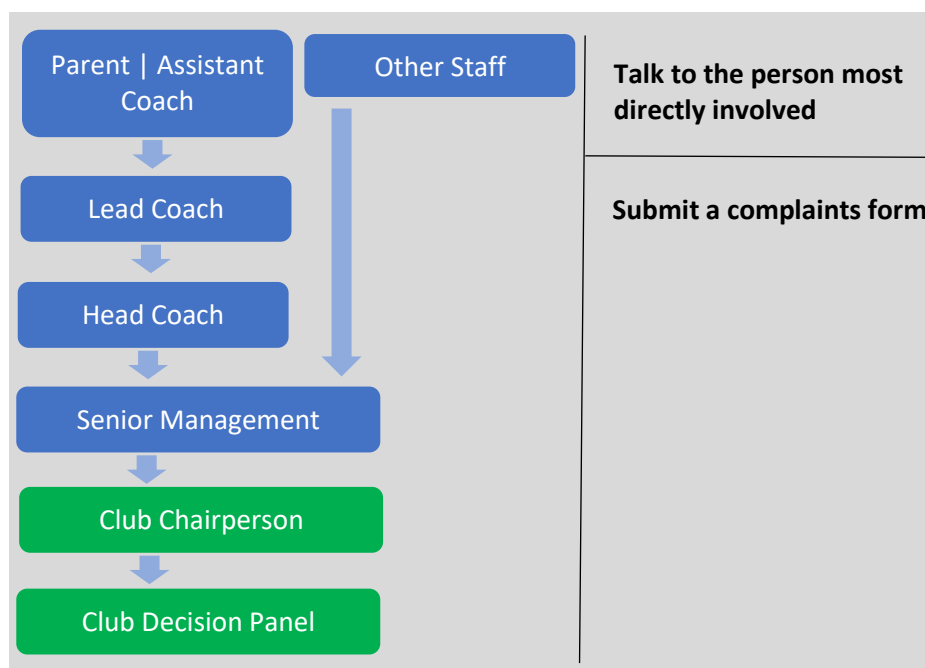 Parent | Assistant
Coach
Other Staff
Talk to the person most
directly involved
Lead Coach
Submit a complaints form
Head Coach
Senior Management
Club Chairperson
Club Decision Panel